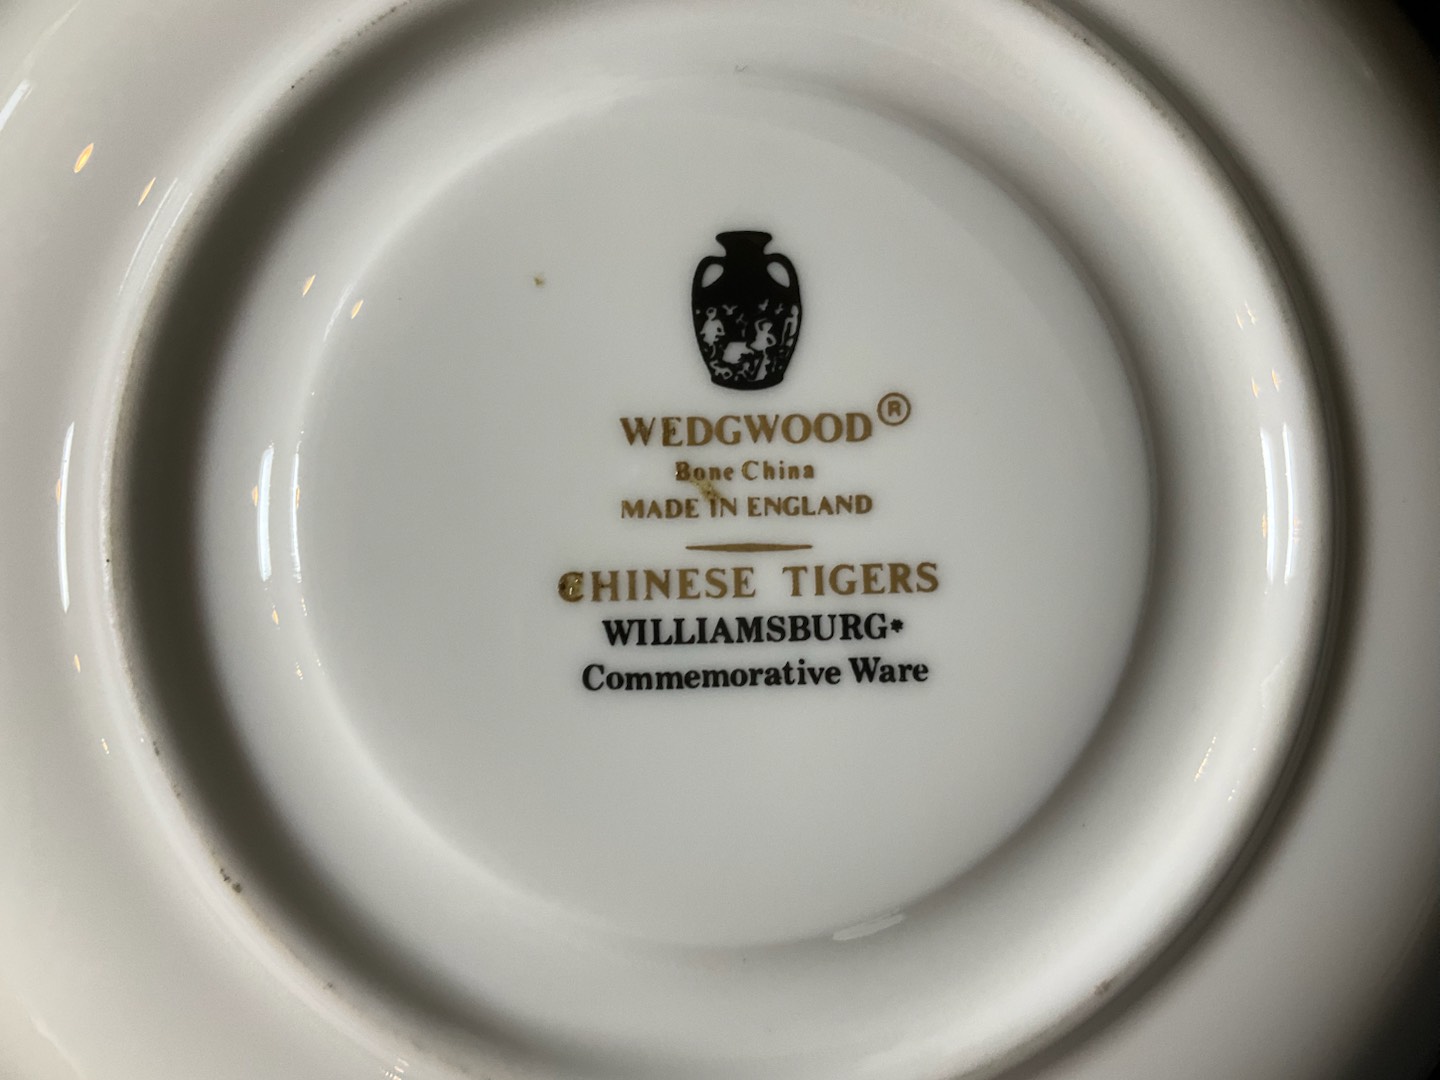 WEDGWOOD®
Bone China
MADE IN ENGLAND
CHINESE TIGERS
WILLIAMSBURG*
Commemorative Ware